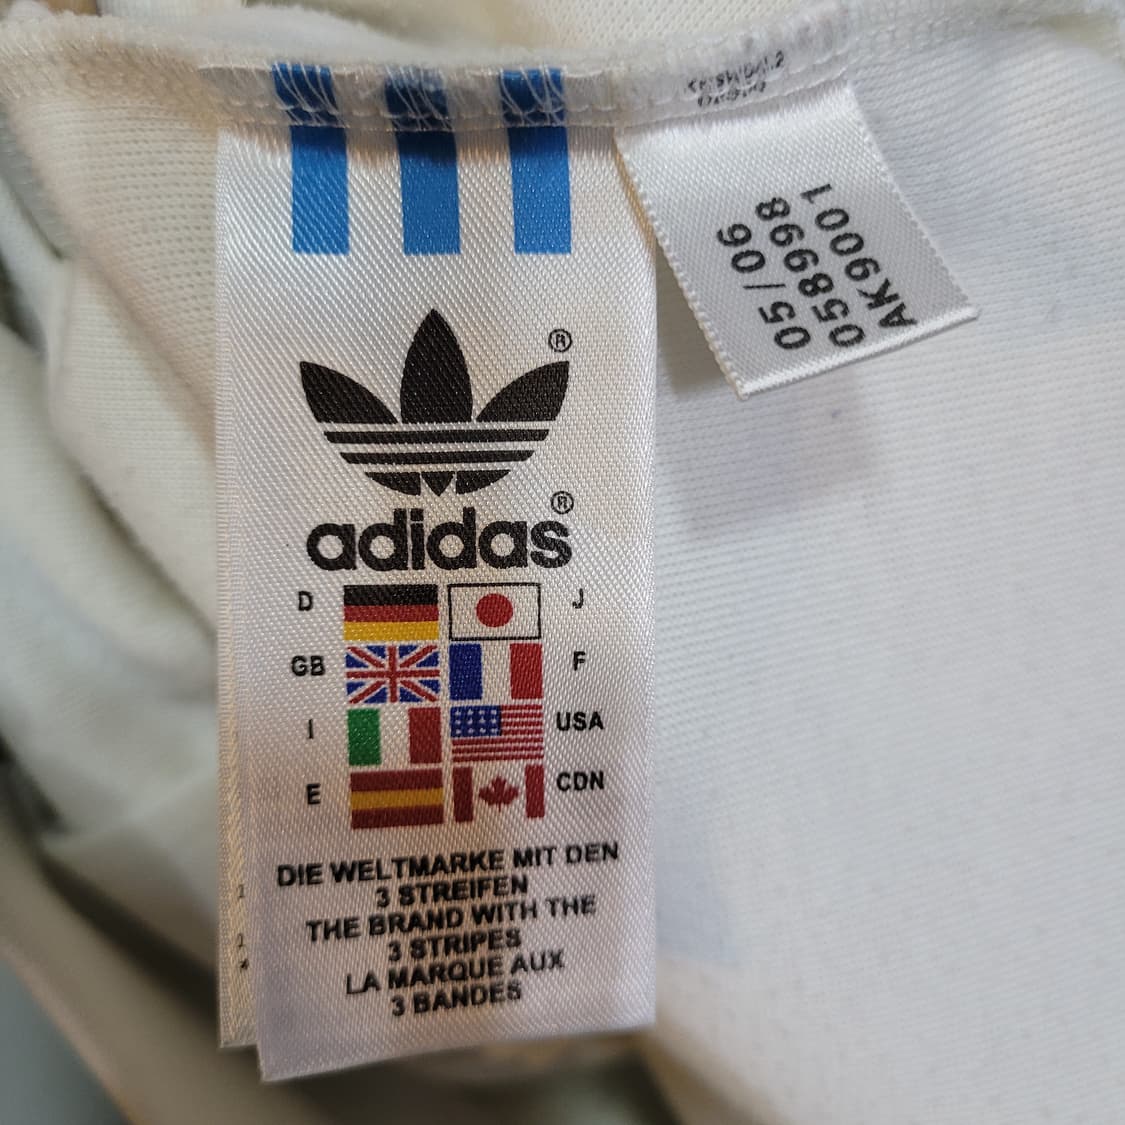 ®
®
adidas
D J
GB F
I USA
E CDN
DIE WELTMARKE MIT DEN
3 STREIFEN
THE BRAND WITH THE
3 STRIPES
LA MARQUE AUX
3 BANDES
05/06
058998
AK9001